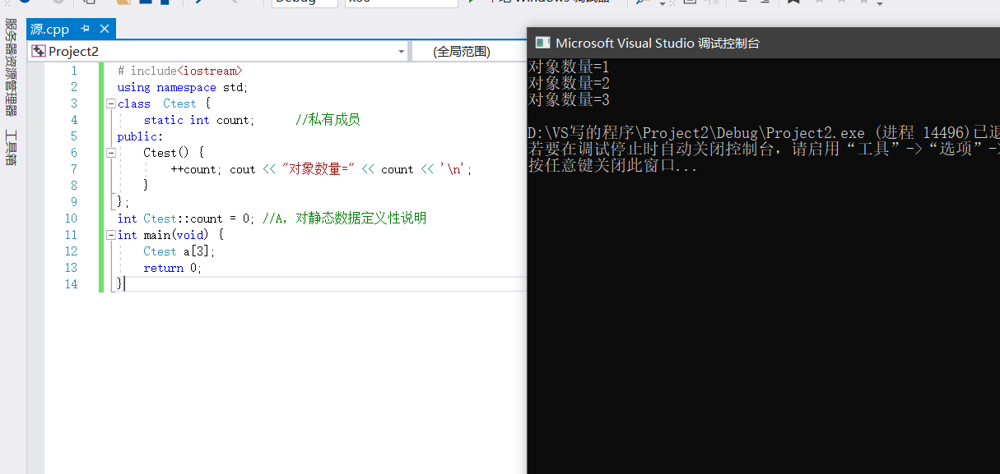 Debug
x86
本地 Windows 调试器
服务器资源管理器
工具箱
源.cpp
Project2
(全局范围)
1 # include<iostream>
2 using namespace std;
3 class  Ctest {
4     static int count;      //私有成员
5 public:
6     Ctest() {
7         ++count; cout << "对象数量=" << count << '\n';
8     }
9 };
10 int Ctest::count = 0; //A，对静态数据定义性说明
11 int main(void) {
12     Ctest a[3];
13     return 0;
14 }
Microsoft Visual Studio 调试控制台
对象数量=1
对象数量=2
对象数量=3
D:\VS写的程序\Project2\Debug\Project2.exe (进程 14496)已退
若要在调试停止时自动关闭控制台，请启用“工具”->“选项”->
按任意键关闭此窗口...